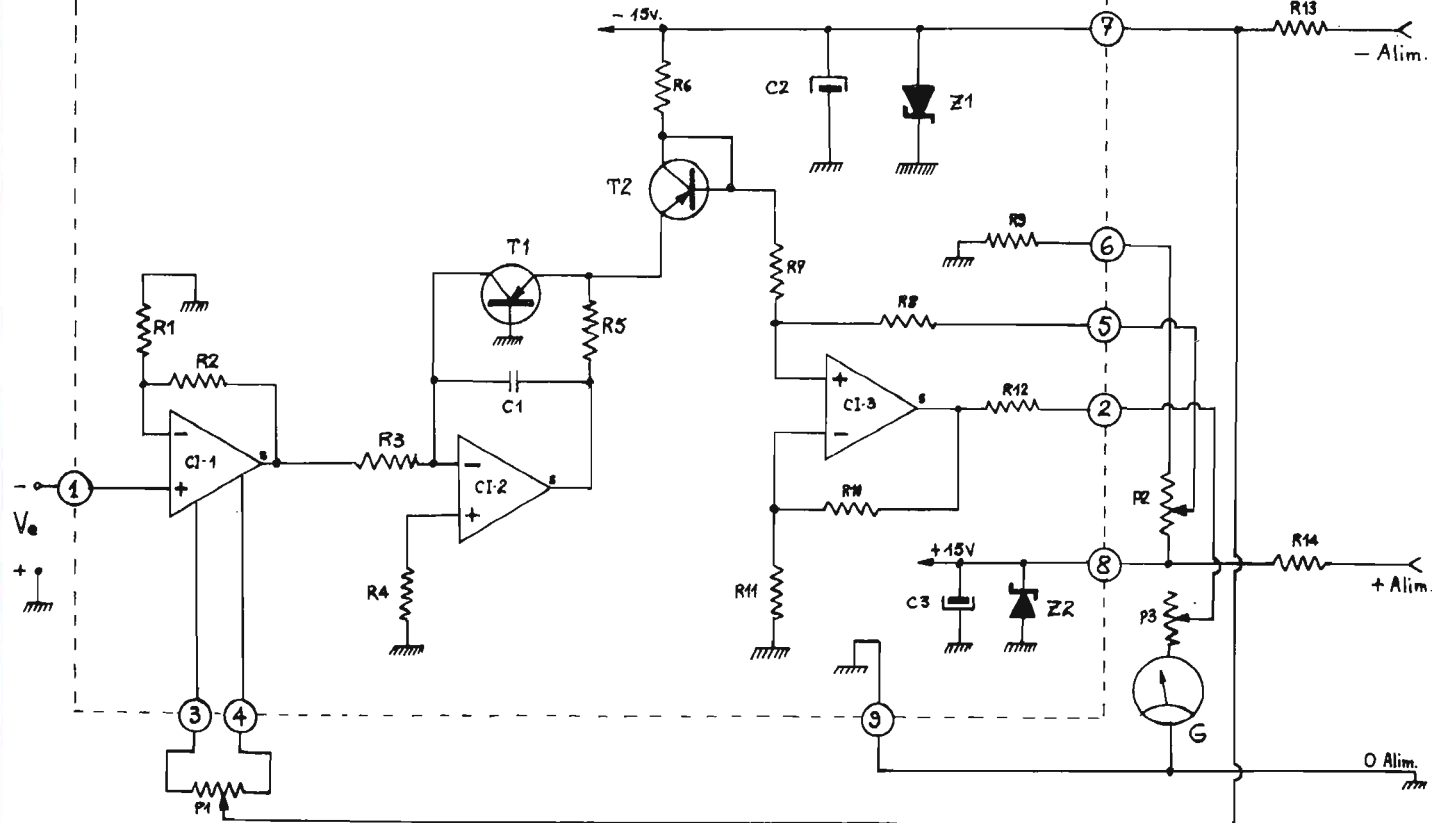 R13
- 15v.
7
- Alim.
R6
C2
Z1
T2
R9
6
T1
R7
R8
5
R1
R5
R2
C1
+
CI-3
s
-
R12
2
R3
-
CI-1
s
+
-
CI-2
s
+
R10
P2
- 1
Ve
+
+15V
8
R14
R4
R11
C3
Z2
+ Alim.
P3
3
4
9
G
0 Alim.
P1